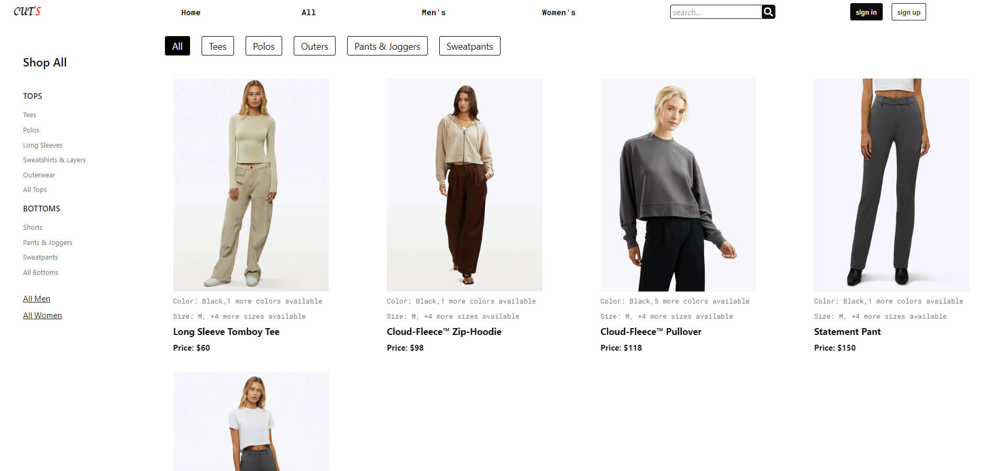 CUT'S
Home
All
Men's
Women's
search...
sign in
sign up
All
Tees
Polos
Outers
Pants & Joggers
Sweatpants
Shop All
TOPS
Tees
Polos
Long Sleeves
Sweatshirts & Layers
Outerwear
All Tops
BOTTOMS
Shorts
Pants & Joggers
Sweatpants
All Bottoms
All Men
All Women
Color: Black,1 more colors available
Size: M, +4 more sizes available
Long Sleeve Tomboy Tee
Price: $60
Color: Black,1 more colors available
Size: M, +4 more sizes available
Cloud-Fleece™ Zip-Hoodie
Price: $98
Color: Black,5 more colors available
Size: M, +4 more sizes available
Cloud-Fleece™ Pullover
Price: $118
Color: Black,1 more colors available
Size: M, +4 more sizes available
Statement Pant
Price: $150